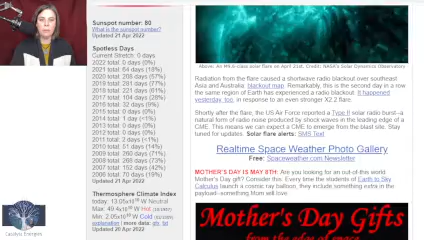 Sunspot number: 80
What is the sunspot number?
Updated 21 Apr 2022
Spotless Days
Current Stretch: 0 days
2022 total: 0 days (0%)
2021 total: 64 days (18%)
2020 total: 208 days (57%)
2019 total: 281 days (77%)
2018 total: 221 days (61%)
2017 total: 104 days (28%)
2016 total: 32 days (9%)
2015 total: 0 days (0%)
2014 total: 1 day (<1%)
2013 total: 0 days (0%)
2012 total: 0 days (0%)
2011 total: 2 days (<1%)
2010 total: 51 days (14%)
2009 total: 260 days (71%)
2008 total: 268 days (73%)
2007 total: 152 days (42%)
2006 total: 70 days (19%)
Thermosphere Climate Index
today: 13.05x10 W Neutral
Max: 49.4x10 W Hot
Min: 2.05x10 W Cold
explanation | more data: gfx, txt
Updated 20 Apr 2022
Above: An M9.6-class solar flare on April 21st. Credit: NASA's Solar Dynamics Observatory
Radiation from the flare caused a shortwave radio blackout over southeast
Asia and Australia: blackout map. Remarkably, this is the second day in a row
the same region of Earth has experienced a radio blackout. It happened
yesterday, too, in response to an even stronger X2.2 flare.
Shortly after the flare, the US Air Force reported a Type II solar radio burst--a
natural form of radio noise produced by shock waves in the leading edge of a
CME. This means we can expect a CME to emerge from the blast site. Stay
tuned for updates. Solar flare alerts: SMS Text.
Realtime Space Weather Photo Gallery
Free: Spaceweather.com Newsletter
MOTHER'S DAY IS MAY 8TH: Are you looking for an out-of-this world
Mother's Day gift? Consider this: Every time the students of Earth to Sky
Calculus launch a cosmic ray balloon, they include something extra in the
payload--something Mom will love.
Mother's Day Gifts
from the edge of space